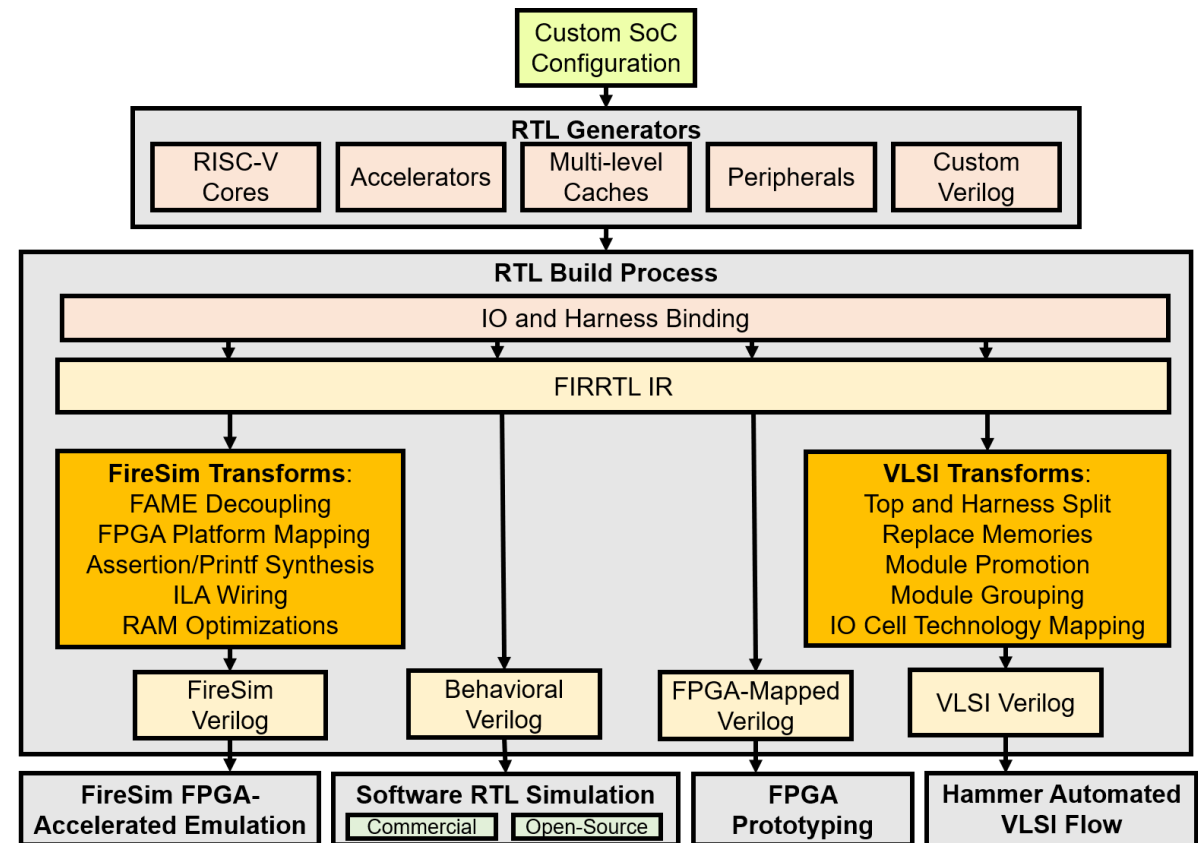 Custom SoC
Configuration
RTL Generators
RISC-V
Cores
Accelerators
Multi-level
Caches
Peripherals
Custom
Verilog
RTL Build Process
IO and Harness Binding
FIRRTL IR
FireSim Transforms:
FAME Decoupling
FPGA Platform Mapping
Assertion/Printf Synthesis
ILA Wiring
RAM Optimizations
VLSI Transforms:
Top and Harness Split
Replace Memories
Module Promotion
Module Grouping
IO Cell Technology Mapping
FireSim
Verilog
Behavioral
Verilog
FPGA-Mapped
Verilog
VLSI Verilog
FireSim FPGA-
Accelerated Emulation
Software RTL Simulation
Commercial
Open-Source
FPGA
Prototyping
Hammer Automated
VLSI Flow